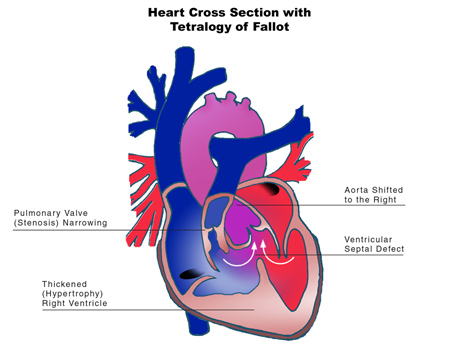 Heart Cross Section with
Tetralogy of Fallot
Aorta Shifted
to the Right
Pulmonary Valve
(Stenosis) Narrowing
Ventricular
Septal Defect
Thickened
(Hypertrophy)
Right Ventricle